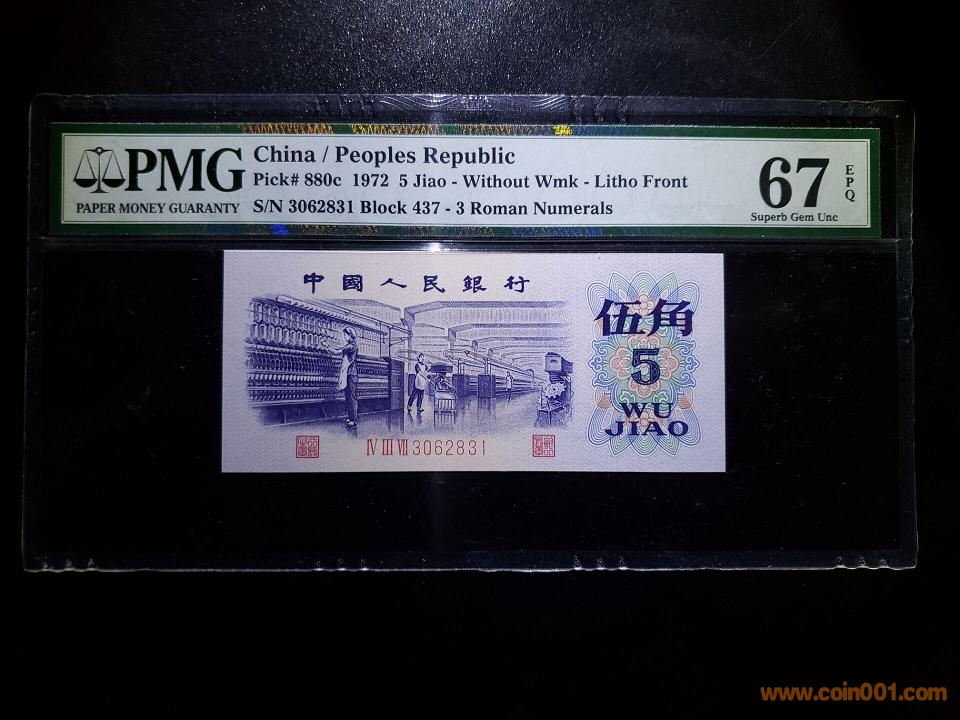 PMG
PAPER MONEY GUARANTY
China / Peoples Republic
Pick# 880c 1972 5 Jiao - Without Wmk - Litho Front
S/N 3062831 Block 437 - 3 Roman Numerals
67
EPQ
Superb Gem Unc
中國人民銀行
伍角
5
WU
JIAO
IV III VII 3062831
www.coin001.com